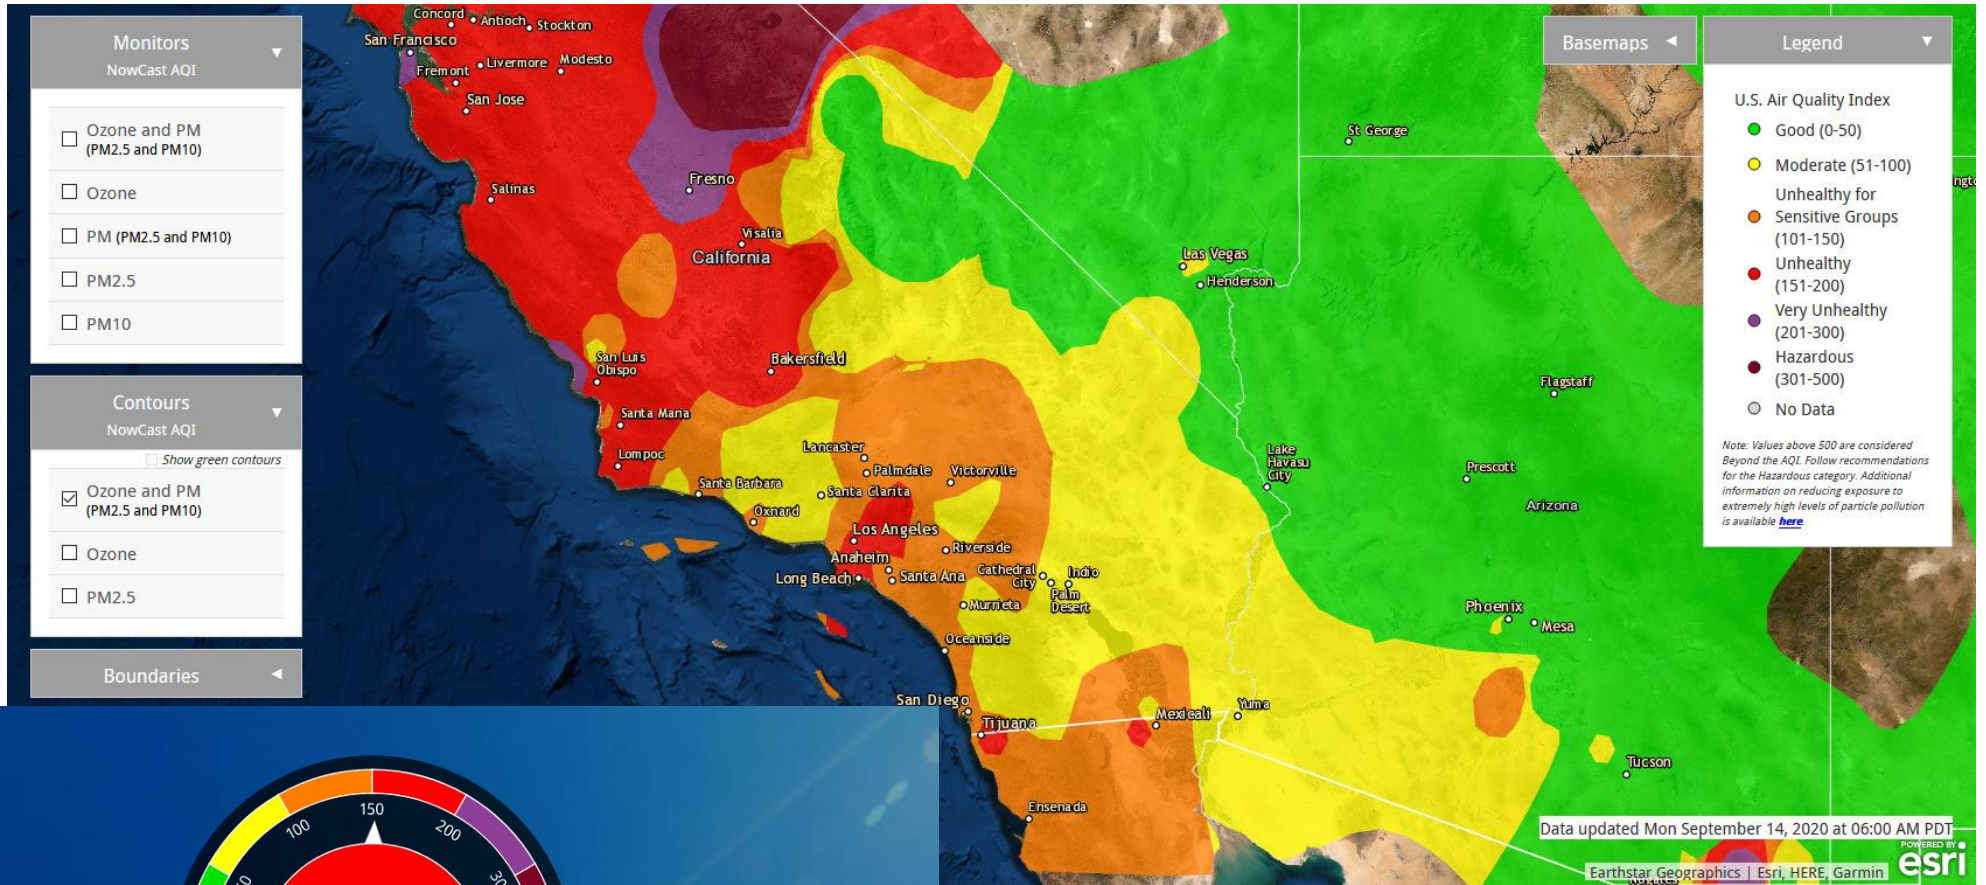 Monitors
NowCast AQI
Ozone and PM
(PM2.5 and PM10)
Ozone
PM (PM2.5 and PM10)
PM2.5
PM10
Contours
NowCast AQI
Show green contours
Ozone and PM
(PM2.5 and PM10)
Ozone
PM2.5
Boundaries
Concord
Antioch
Stockton
San Francisco
Livermore
Modesto
Fremont
San Jose
Salinas
Fresno
Visalia
California
San Luis
Obispo
Bakersfield
Santa Maria
Lompoc
Lancaster
Palmdale
Victorville
Santa Barbara
Santa Clarita
Oxnard
Los Angeles
Riverside
Anaheim
Long Beach
Santa Ana
Cathedral
City
Indio
Palm
Desert
Murrieta
Oceanside
San Diego
Tijuana
Mexicali
Yuma
Ensenada
St George
Las Vegas
Henderson
Flagstaff
Lake
Havasu
City
Prescott
Arizona
Phoenix
Mesa
Tucson
Nogales
Basemaps
Legend
U.S. Air Quality Index
Good (0-50)
Moderate (51-100)
Unhealthy for
Sensitive Groups
(101-150)
Unhealthy
(151-200)
Very Unhealthy
(201-300)
Hazardous
(301-500)
No Data
Note: Values above 500 are considered
Beyond the AQI. Follow recommendations
for the Hazardous category. Additional
information on reducing exposure to
extremely high levels of particle pollution
is available here.
Data updated Mon September 14, 2020 at 06:00 AM PDT
POWERED BY
esri
Earthstar Geographics | Esri, HERE, Garmin
100
150
200